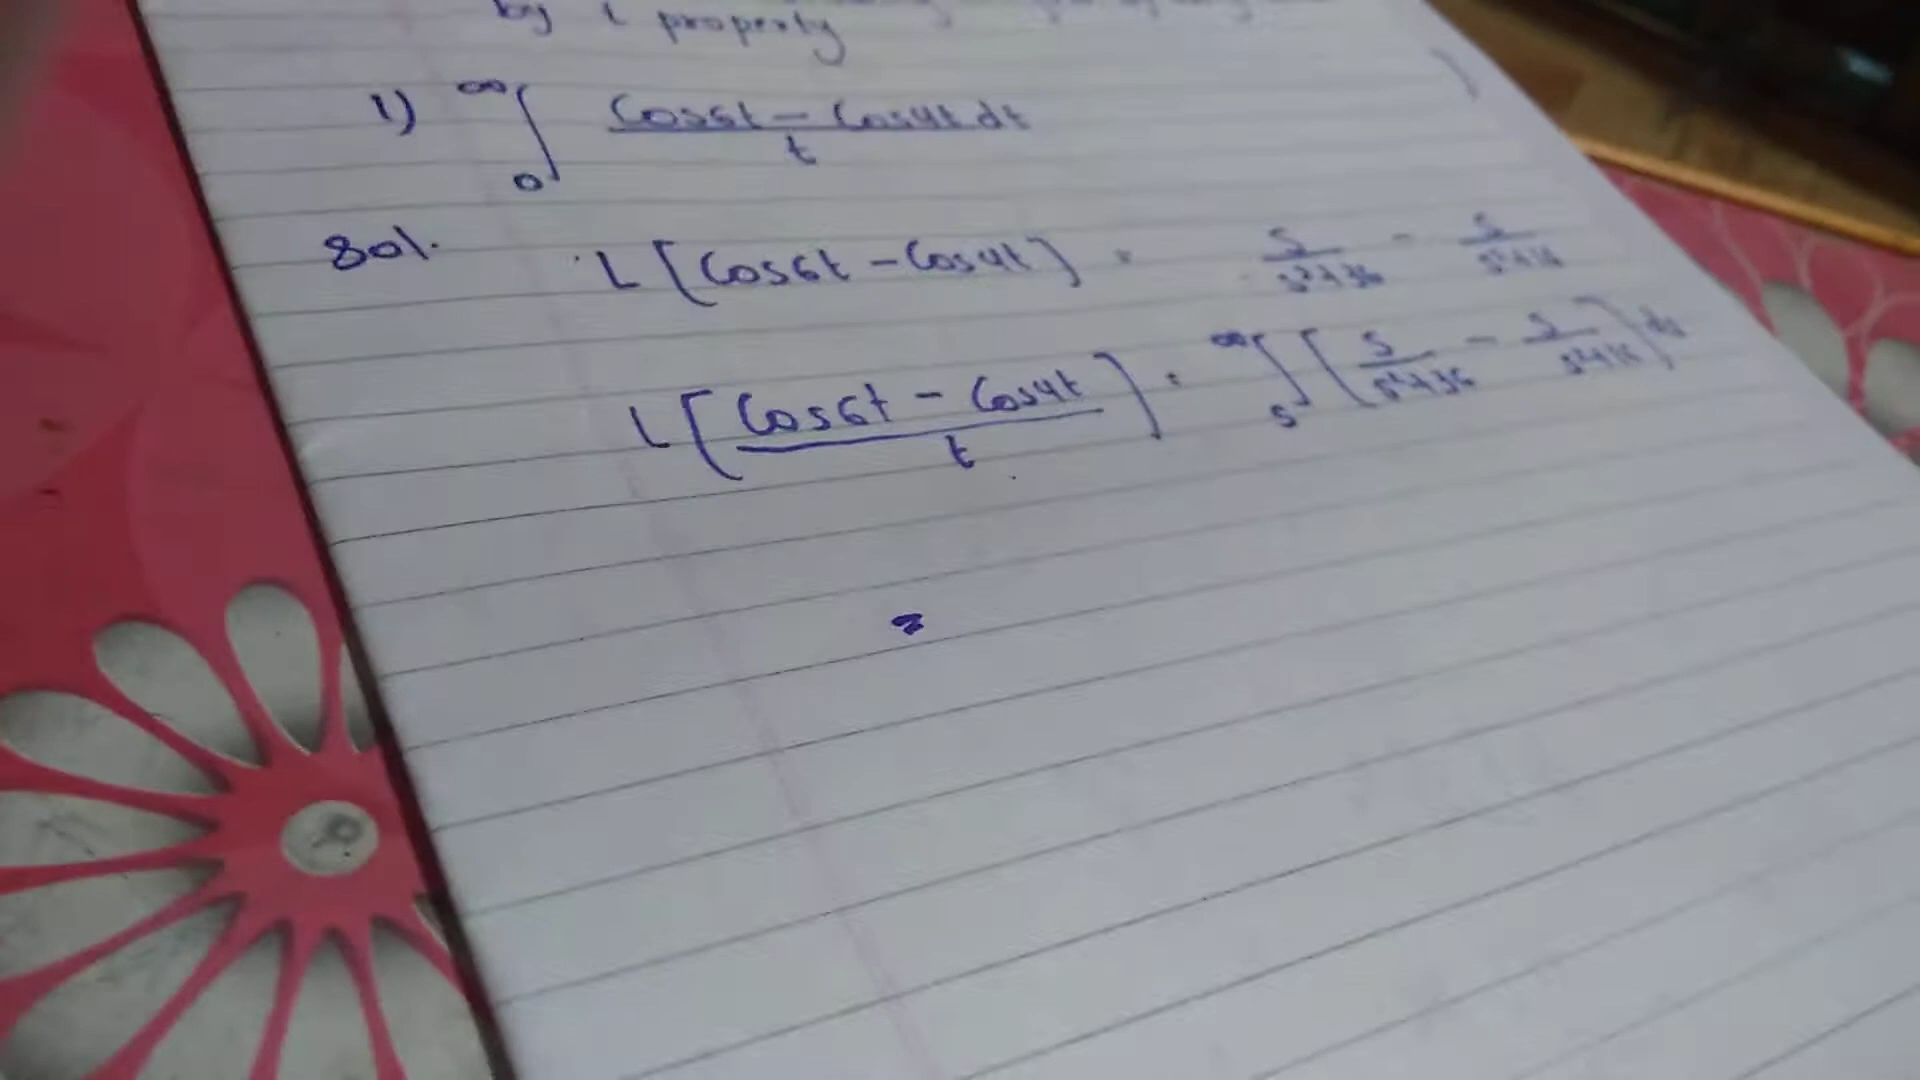 by L property
1) ∞∫0 Cos6t - Cos4t dt / t
Sol. L[Cos6t - Cos4t] = s/s²+36 - s/s²+16
L[Cos6t - Cos4t / t] = ∞∫s [s/s²+36 - s/s²+16] ds
=